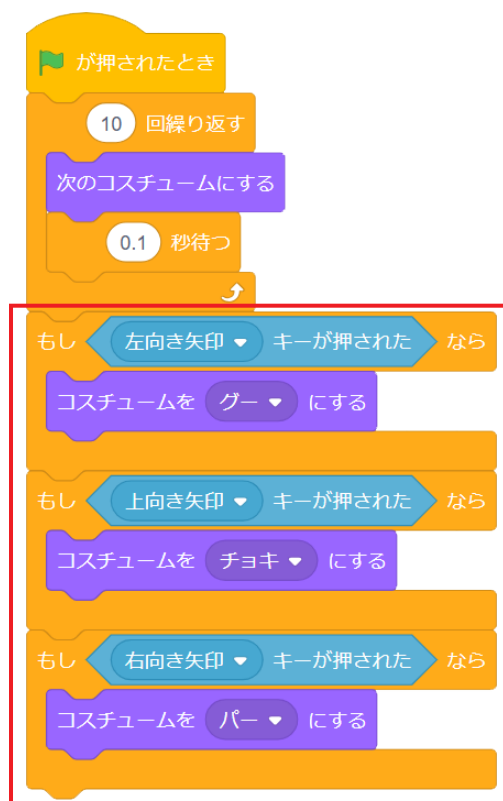 が押されたとき
10 回繰り返す
次のコスチュームにする
0.1 秒待つ
もし 左向き矢印 キーが押された なら
コスチュームを グー にする
もし 上向き矢印 キーが押された なら
コスチュームを チョキ にする
もし 右向き矢印 キーが押された なら
コスチュームを パー にする